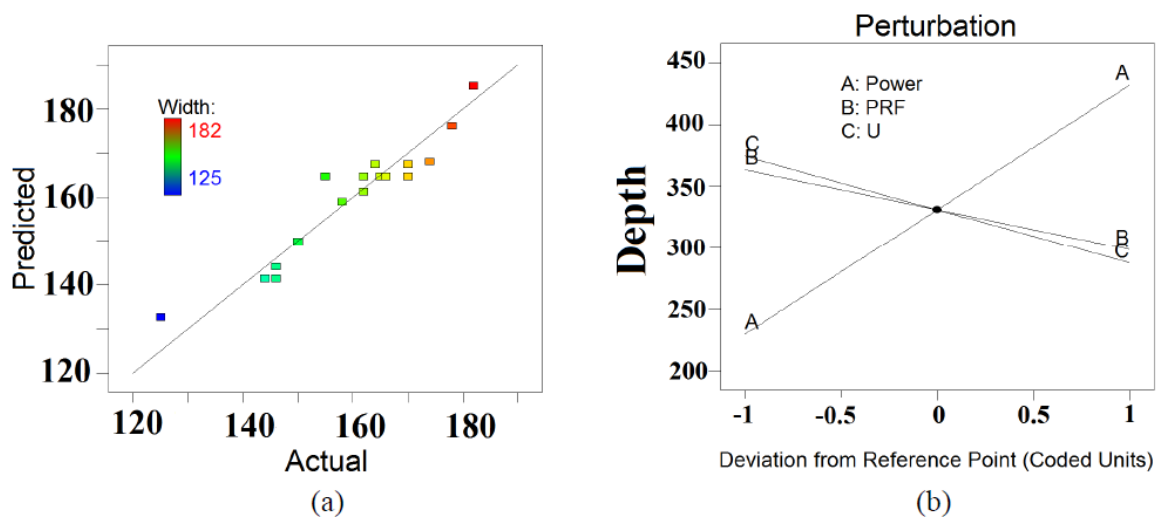 Width:
182
125
180
160
140
120
Predicted
120
140
160
180
Actual
(a)
Perturbation
A: Power
B: PRF
C: U
450
400
350
300
250
200
Depth
C
B
A
A
B
C
-1
-0.5
0
0.5
1
Deviation from Reference Point (Coded Units)
(b)